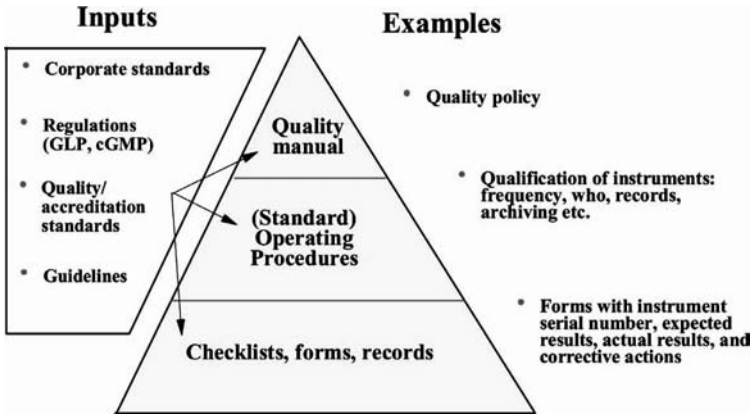 Inputs
Examples
• Corporate standards
• Regulations
(GLP, cGMP)
• Quality/
accreditation
standards
• Guidelines
Quality
manual
(Standard)
Operating
Procedures
Checklists, forms, records
• Quality policy
• Qualification of instruments:
frequency, who, records,
archiving etc.
• Forms with instrument
serial number, expected
results, actual results, and
corrective actions